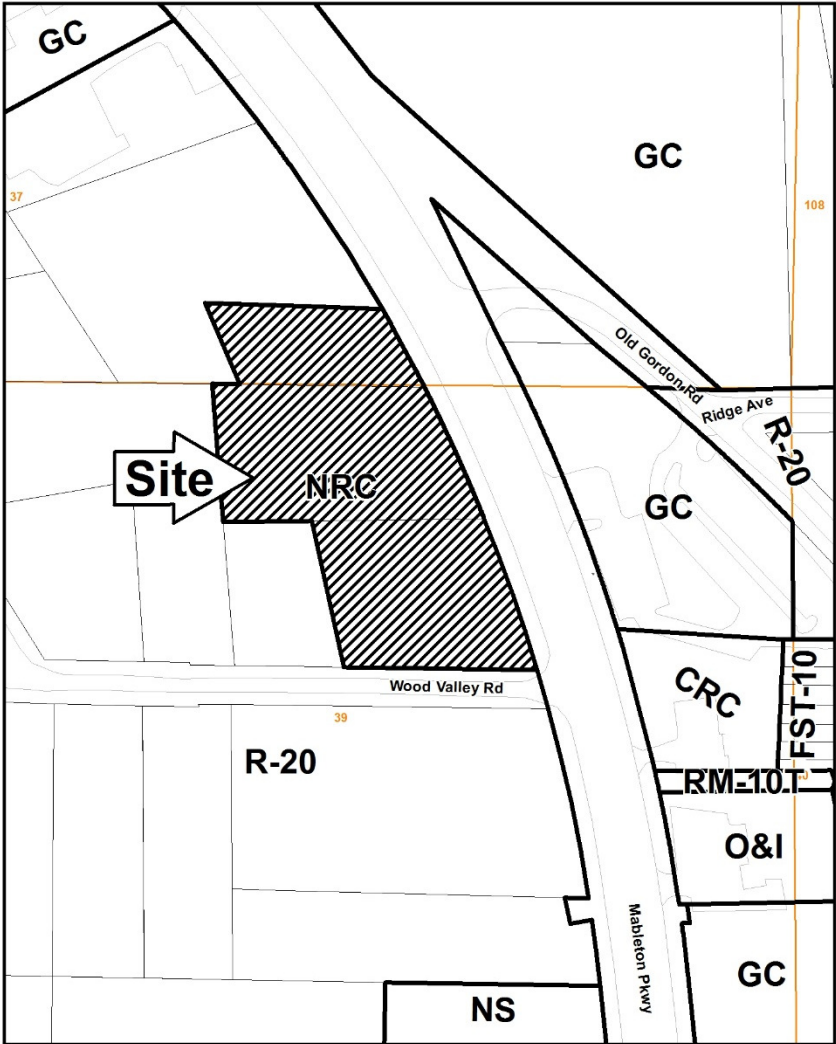 GC
GC
37
108
Old Gordon Rd
Ridge Ave
R-20
Site
NRC
GC
CRC
FST-10
Wood Valley Rd
39
R-20
RM-10T
O&I
Mableton Pkwy
GC
NS